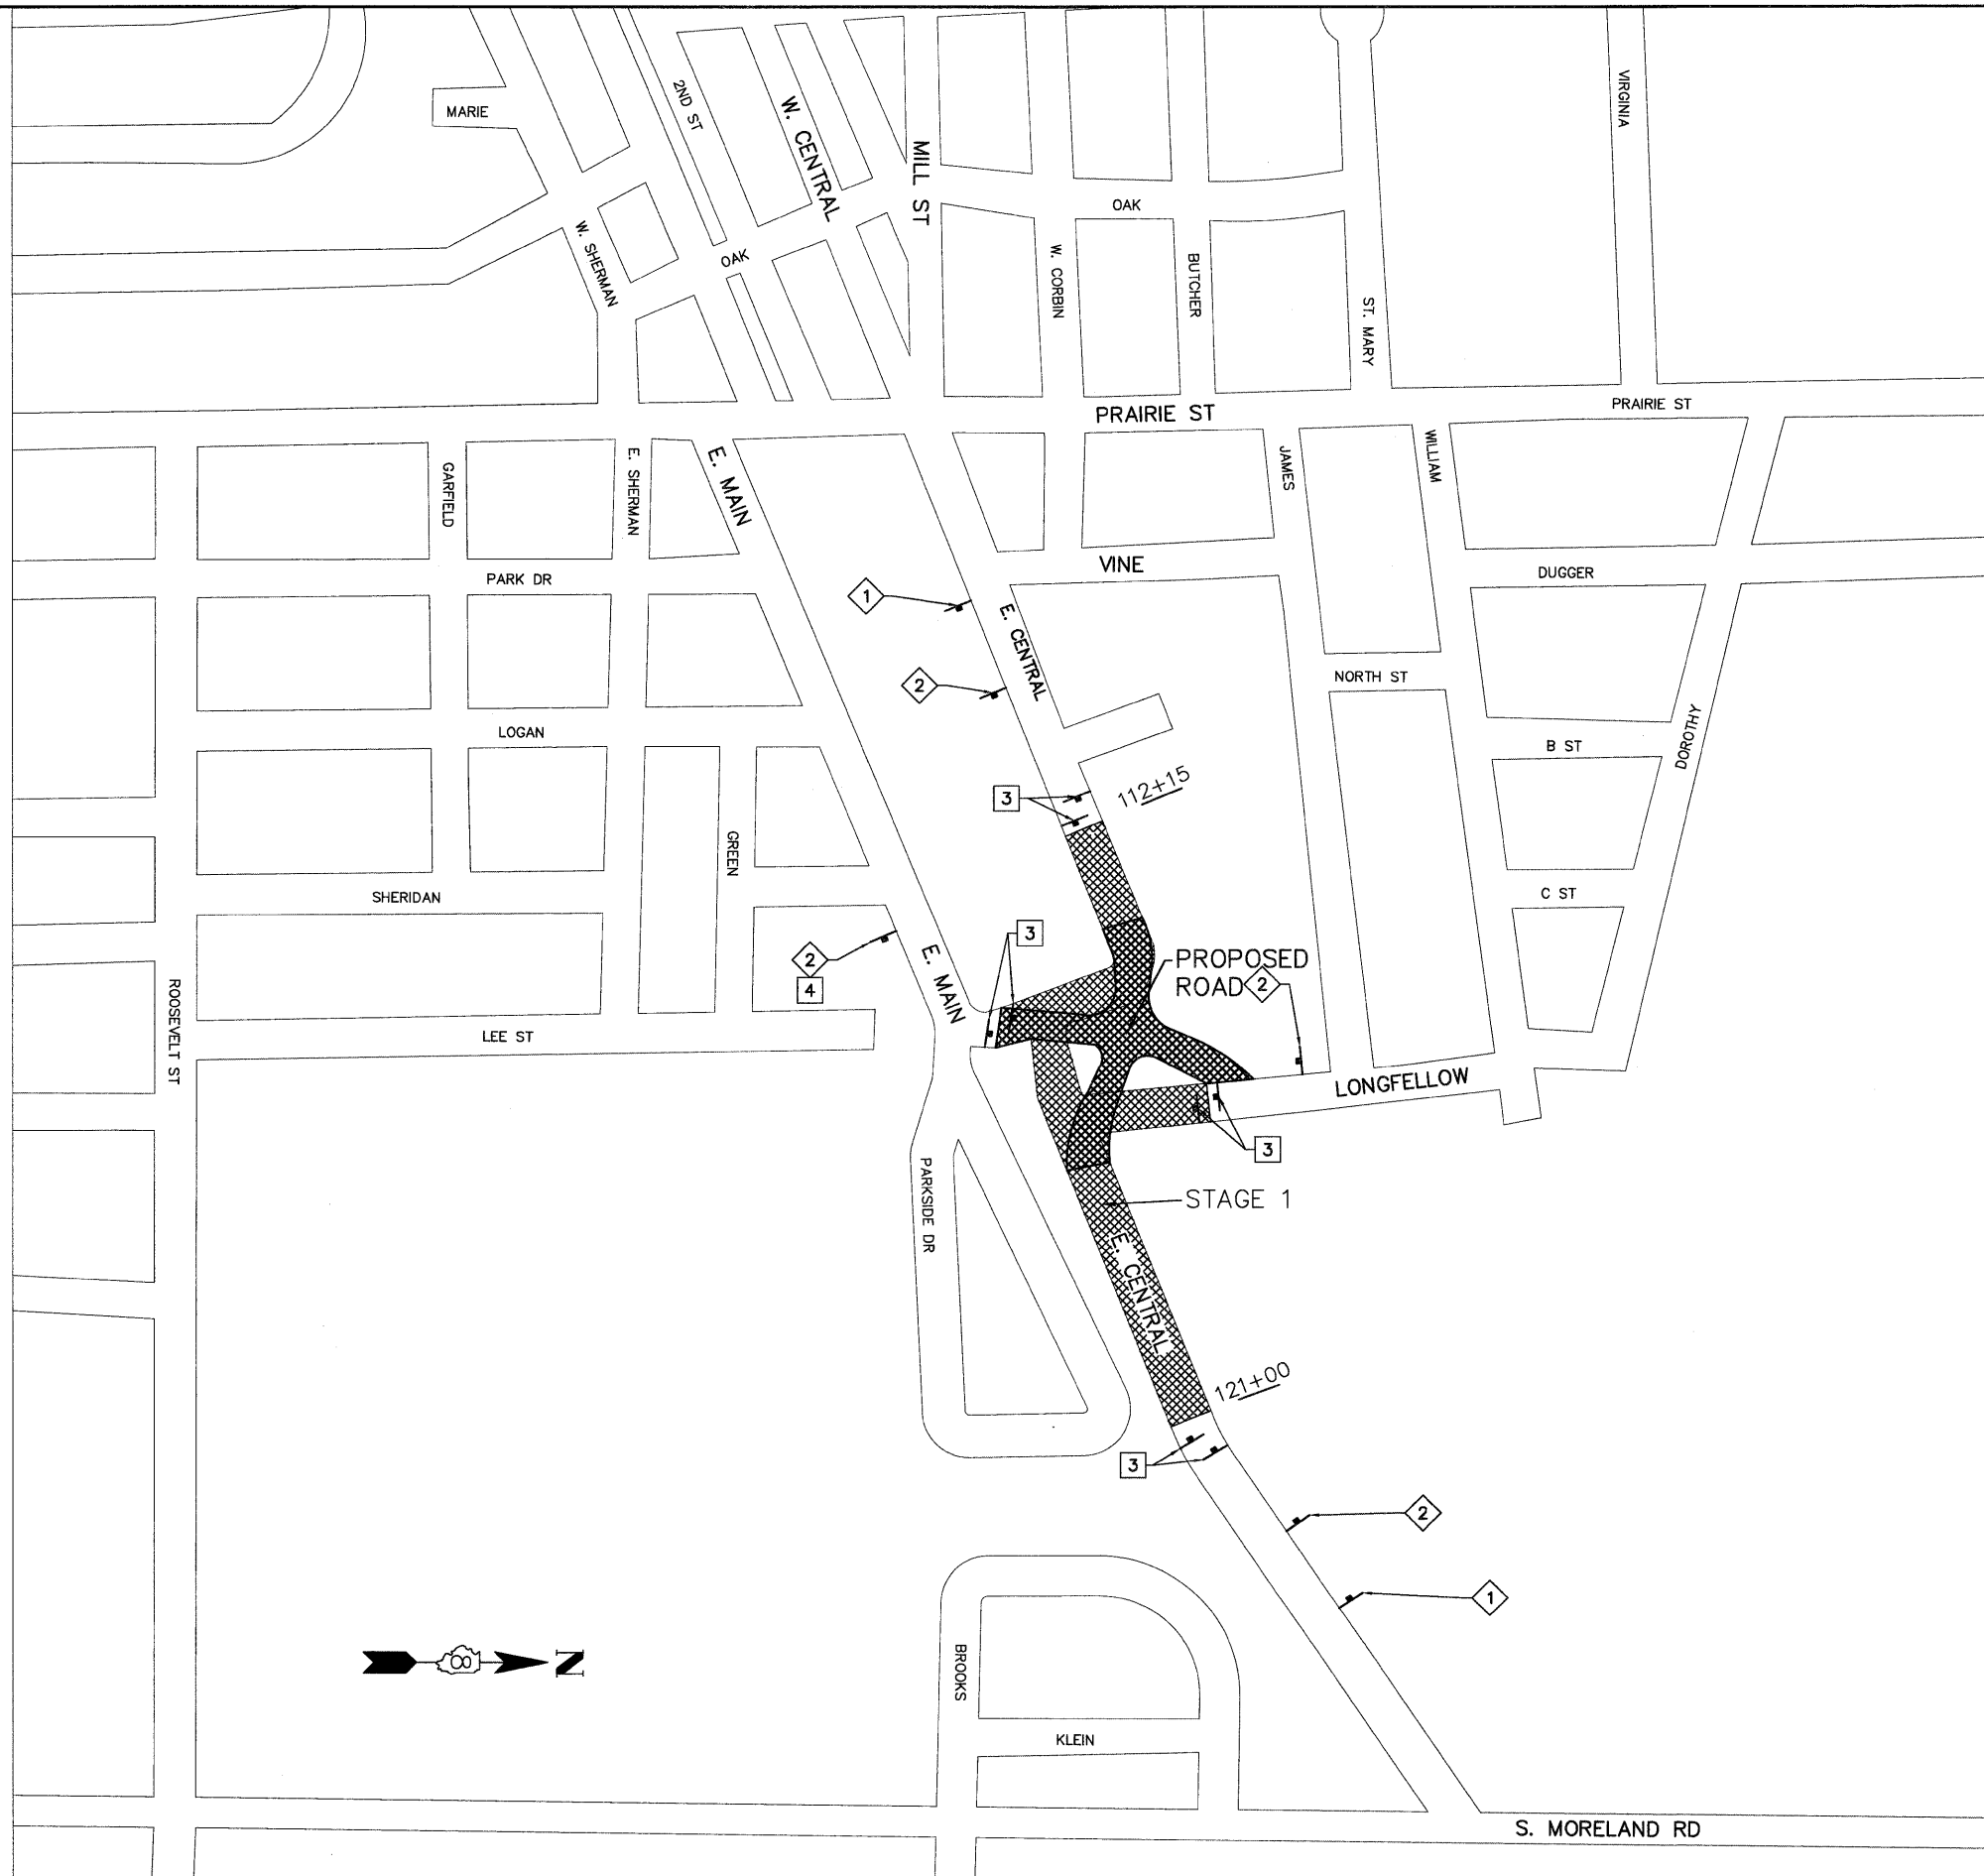 MARIE
2ND ST
W. CENTRAL
MILL ST
VIRGINIA
OAK
OAK
W. SHERMAN
W. CORBIN
BUTCHER
ST. MARY
PRAIRIE ST
PRAIRIE ST
GARFIELD
E. SHERMAN
E. MAIN
JAMES
WILLIAM
PARK DR
VINE
DUGGER
1
E. CENTRAL
2
NORTH ST
LOGAN
DOROTHY
B ST
3
112+15
GREEN
SHERIDAN
C ST
3
2
4
E. MAIN
PROPOSED
ROAD
2
ROOSEVELT ST
LEE ST
LONGFELLOW
3
PARKSIDE DR
STAGE 1
E. CENTRAL
121+00
3
2
1
N
BROOKS
KLEIN
S. MORELAND RD
8